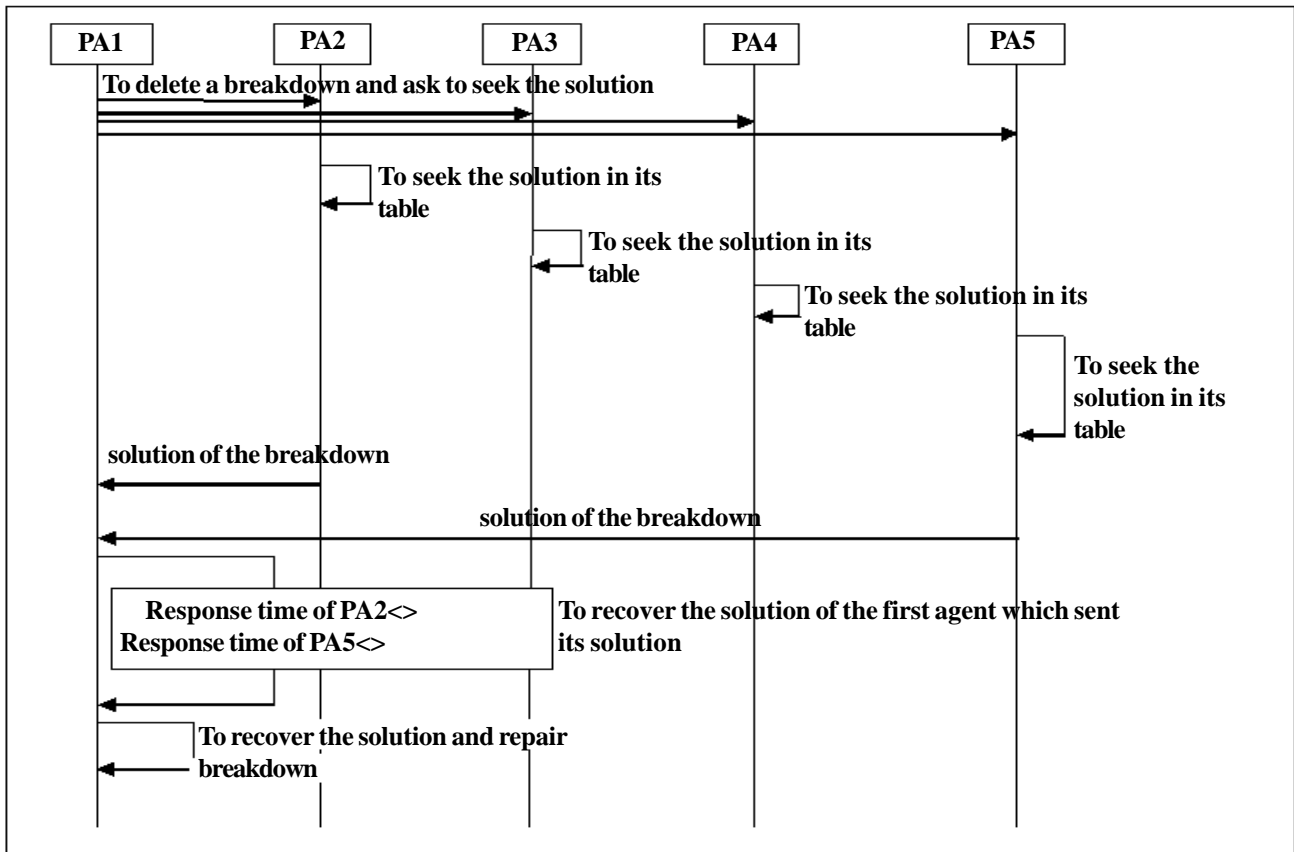 PA1
PA2
PA3
PA4
PA5
To delete a breakdown and ask to seek the solution
To seek the solution in its
table
To seek the solution in its
table
To seek the solution in its
table
To seek the
solution in its
table
solution of the breakdown
solution of the breakdown
Response time of PA2<>
Response time of PA5<>
To recover the solution of the first agent which sent
its solution
To recover the solution and repair
breakdown